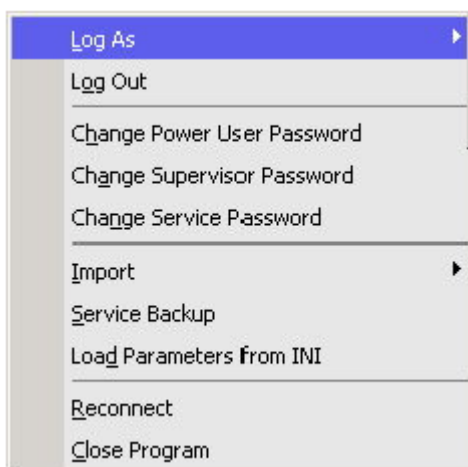 Log As
Log Out
Change Power User Password
Change Supervisor Password
Change Service Password
Import
Service Backup
Load Parameters from INI
Reconnect
Close Program